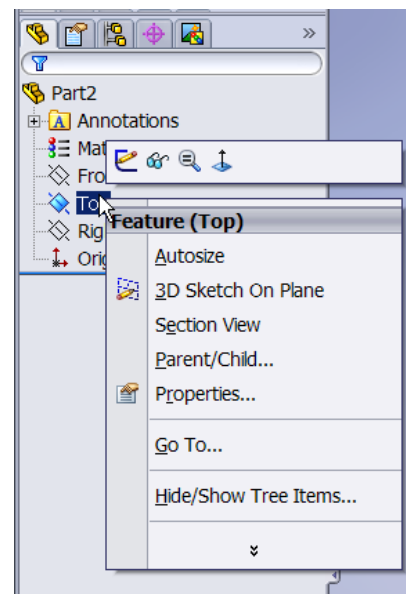 »
Part2
A Annotations
Mat
Fro
Top
Rig
Orig
Feature (Top)
Autosize
3D Sketch On Plane
Section View
Parent/Child...
Properties...
Go To...
Hide/Show Tree Items...